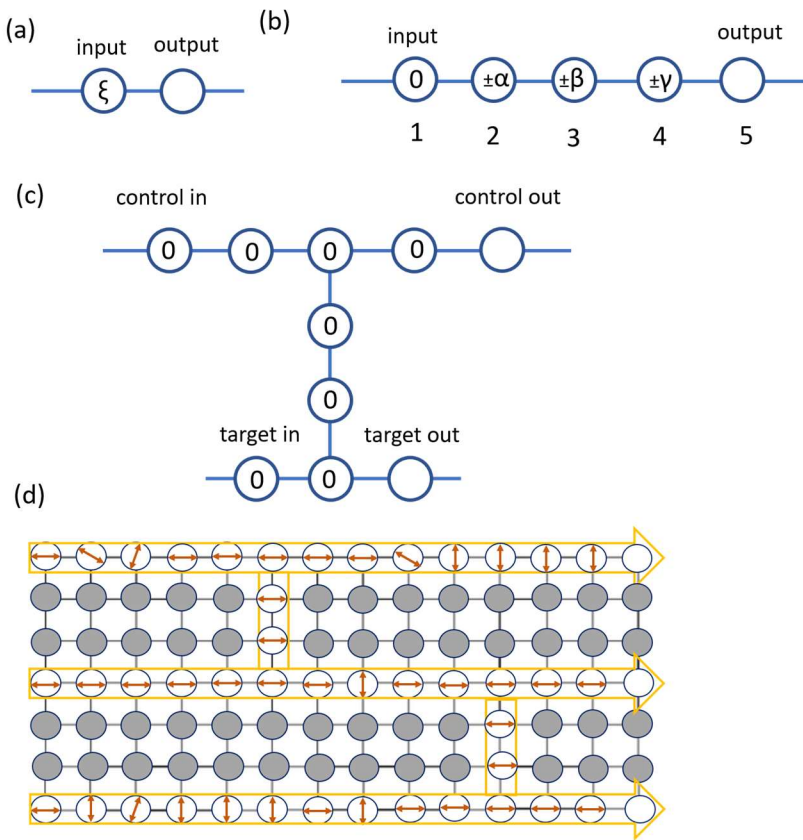 (a)
input output
ξ
(b)
input output
0 ±α ±β ±γ
1 2 3 4 5
(c)
control in control out
0 0 0 0
0
0
target in target out
0 0
(d)